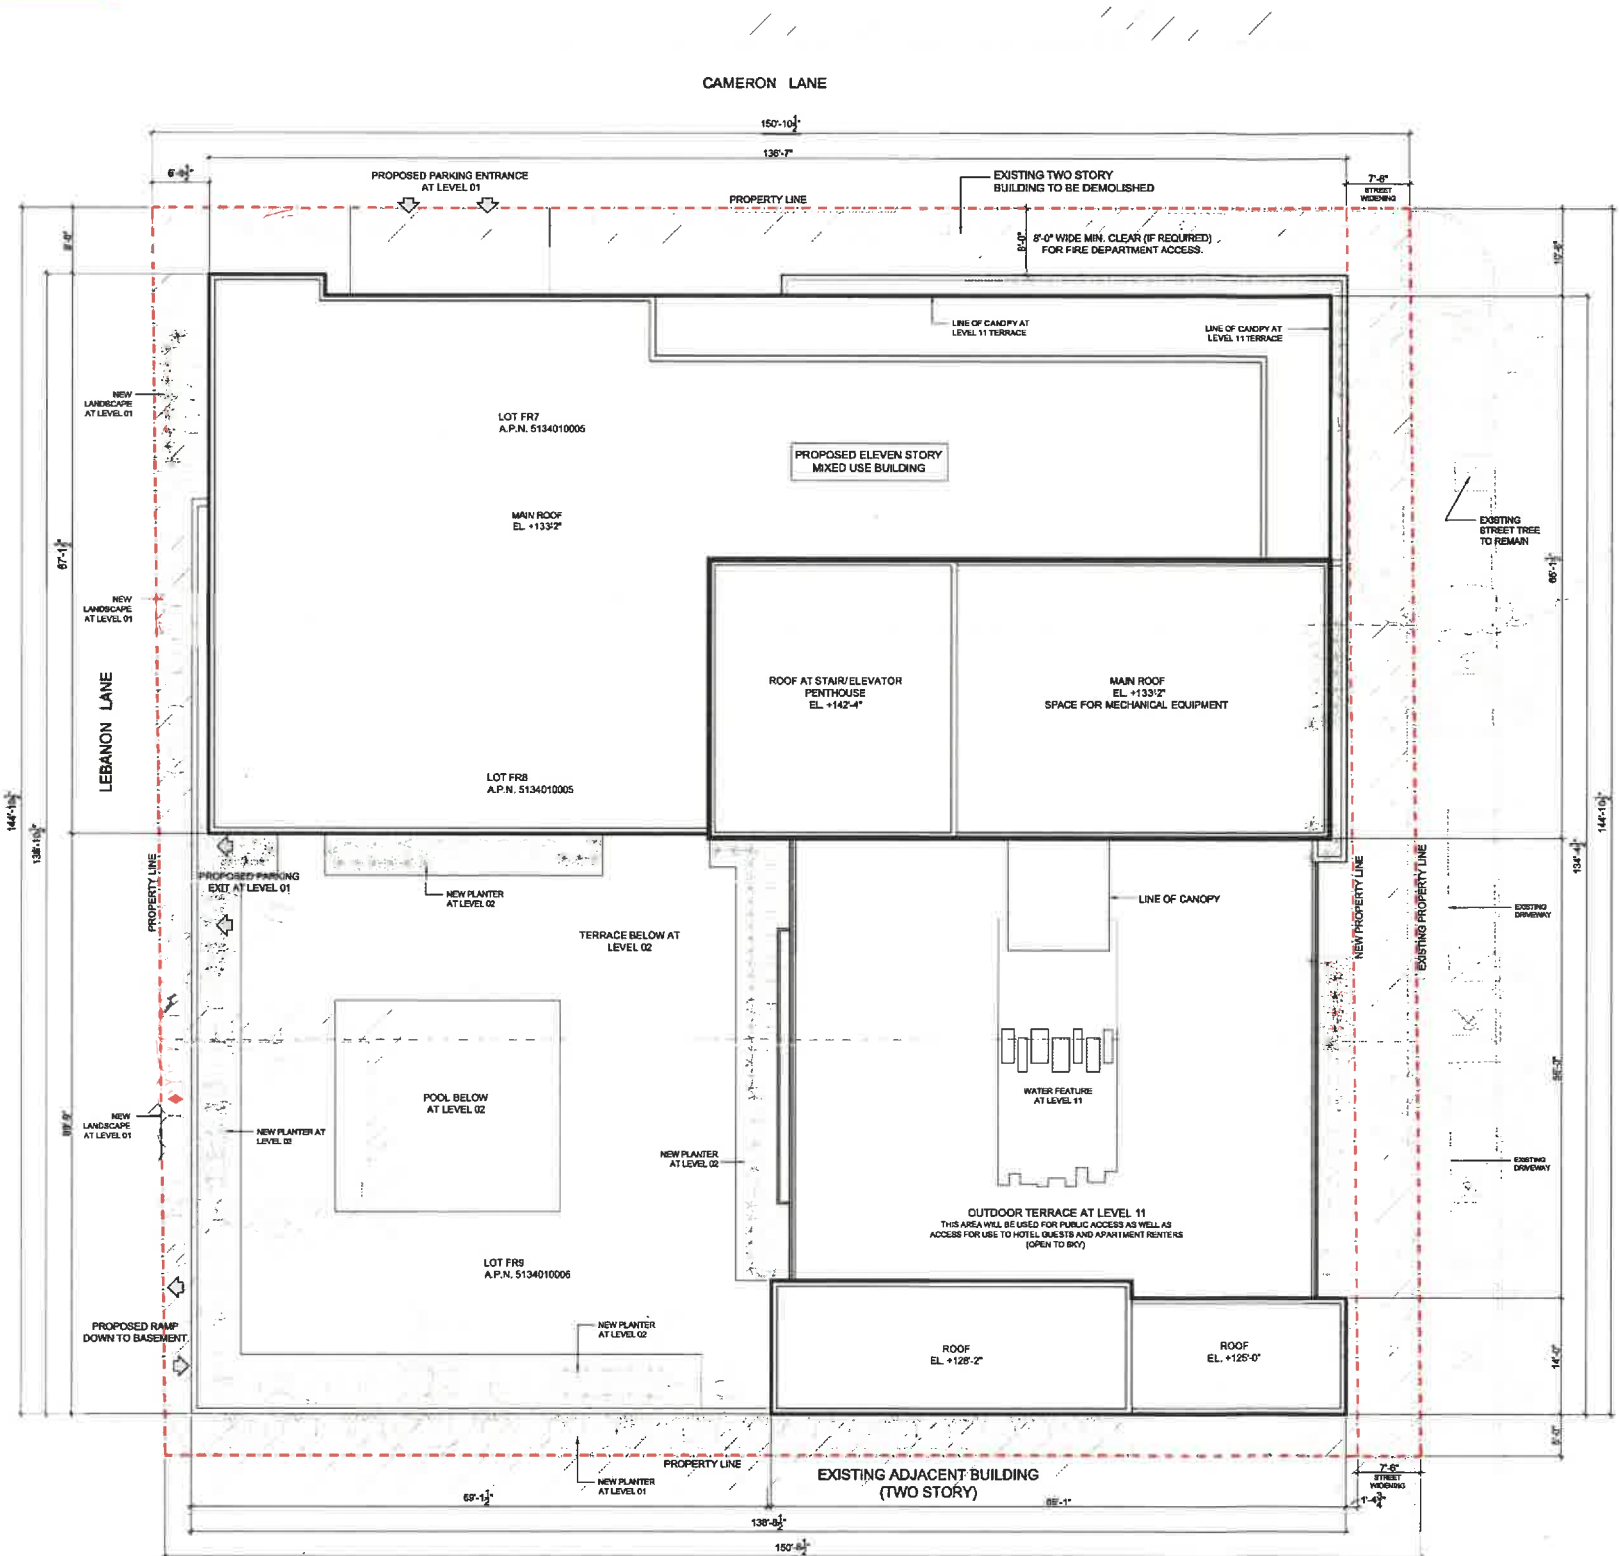 CAMERON LANE
150'-10½"
136'-7"
PROPOSED PARKING ENTRANCE
AT LEVEL 01
EXISTING TWO STORY
BUILDING TO BE DEMOLISHED
7'-6"
STREET
WIDENING
PROPERTY LINE
8'-0" WIDE MIN. CLEAR (IF REQUIRED)
FOR FIRE DEPARTMENT ACCESS.
LINE OF CANOPY AT
LEVEL 11 TERRACE
LINE OF CANOPY AT
LEVEL 11 TERRACE
NEW
LANDSCAPE
AT LEVEL 01
LOT FR7
A.P.N. 5134010005
PROPOSED ELEVEN STORY
MIXED USE BUILDING
MAIN ROOF
EL. +133'2"
EXISTING
STREET TREE
TO REMAIN
67'-1½"
NEW
LANDSCAPE
AT LEVEL 01
LEBANON LANE
ROOF AT STAIR/ELEVATOR
PENTHOUSE
EL. +142'-4"
MAIN ROOF
EL. +133'2"
SPACE FOR MECHANICAL EQUIPMENT
LOT FR8
A.P.N. 5134010005
144'-10½"
134'-4½"
PROPERTY LINE
PROPOSED PARKING
EXIT AT LEVEL 01
NEW PLANTER
AT LEVEL 02
LINE OF CANOPY
NEW PROPERTY LINE
EXISTING PROPERTY LINE
EXISTING
DRIVEWAY
TERRACE BELOW AT
LEVEL 02
POOL BELOW
AT LEVEL 02
WATER FEATURE
AT LEVEL 11
NEW
LANDSCAPE
AT LEVEL 01
NEW PLANTER AT
LEVEL 02
NEW PLANTER
AT LEVEL 02
EXISTING
DRIVEWAY
OUTDOOR TERRACE AT LEVEL 11
THIS AREA WILL BE USED FOR PUBLIC ACCESS AS WELL AS
ACCESS FOR USE TO HOTEL GUESTS AND APARTMENT RENTERS
(OPEN TO SKY)
LOT FR9
A.P.N. 5134010006
PROPOSED RAMP
DOWN TO BASEMENT
NEW PLANTER
AT LEVEL 02
ROOF
EL. +128'-2"
ROOF
EL. +125'-0"
14'-0"
PROPERTY LINE
EXISTING ADJACENT BUILDING
(TWO STORY)
NEW PLANTER
AT LEVEL 01
7'-6"
STREET
WIDENING
1'-4¾"
69'-1½"
138'-8½"
150'-8½"